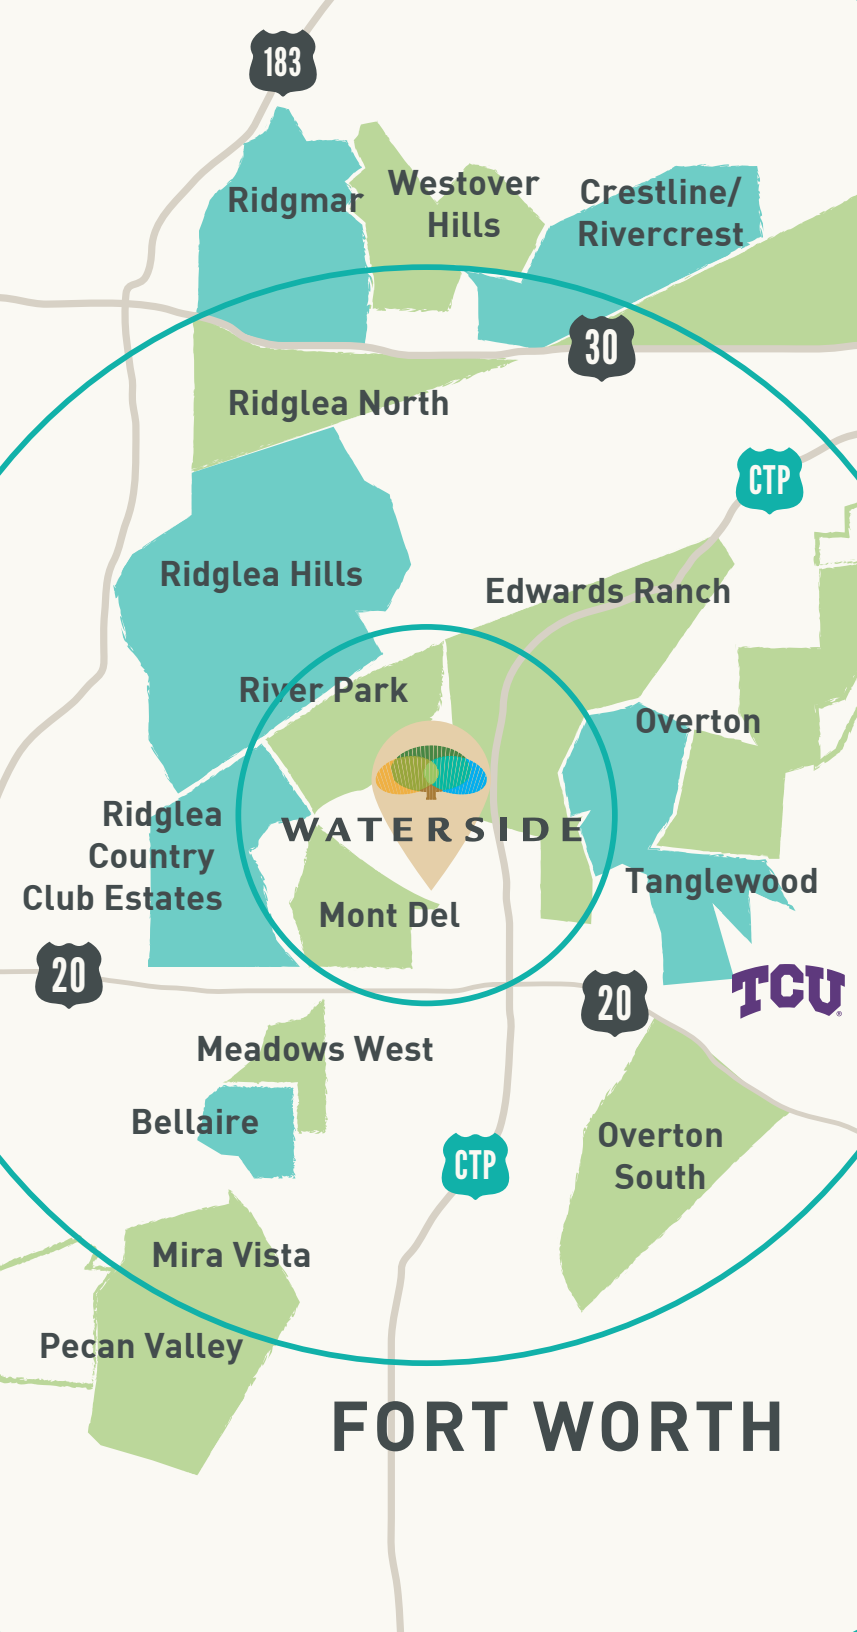 183
Westover
Hills
Ridgmar
Crestline/
Rivercrest
30
Ridglea North
CTP
Ridglea Hills
Edwards Ranch
River Park
Overton
Ridglea
Country
Club Estates
WATERSIDE
Tanglewood
Mont Del
20
20
TCU
®
Meadows West
Bellaire
Overton
South
CTP
Mira Vista
Pecan Valley
FORT WORTH